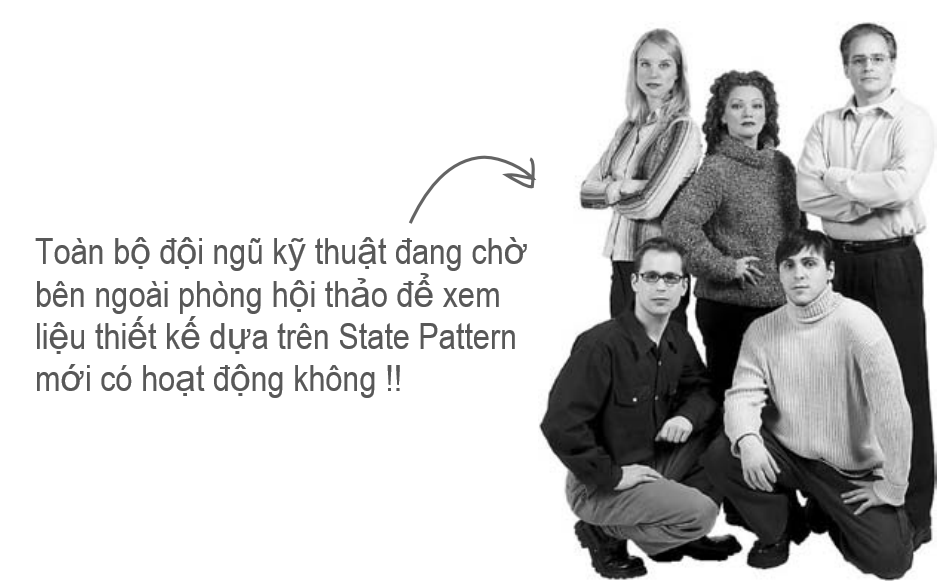 Toàn bộ đội ngũ kỹ thuật đang chờ
bên ngoài phòng hội thảo để xem
liệu thiết kế dựa trên State Pattern
mới có hoạt động không !!